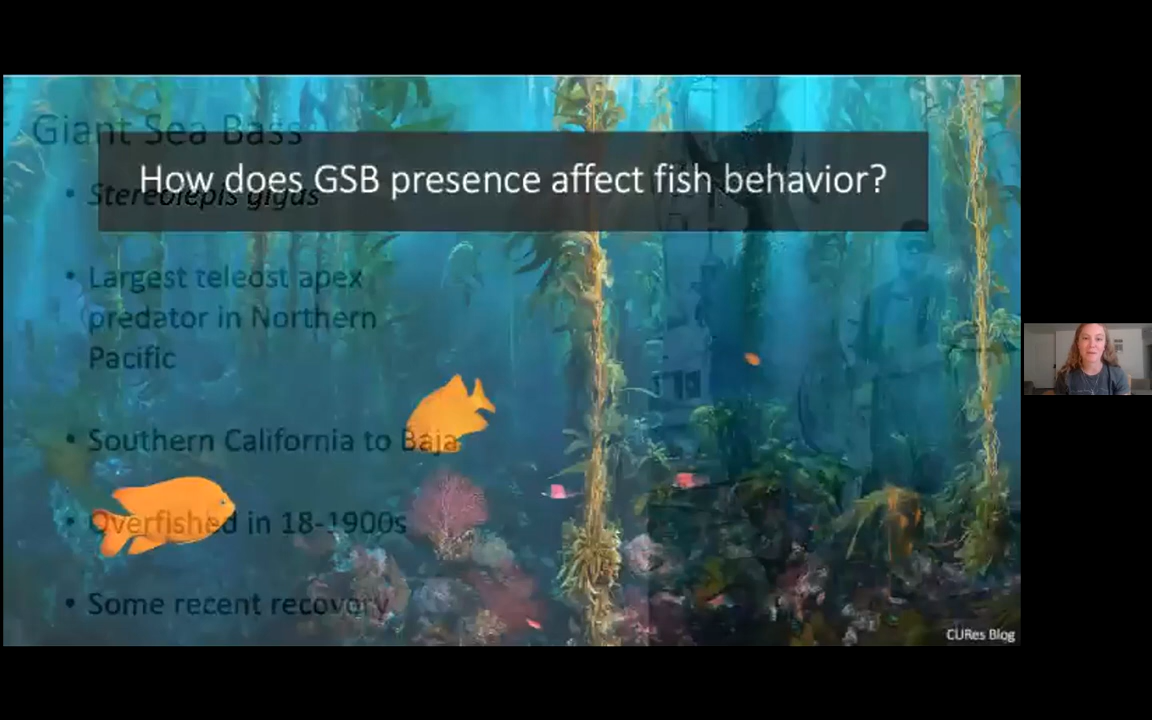 Giant Sea Bass
How does GSB presence affect fish behavior?
• Stereolepis gigas
• Largest teleost apex
predator in Northern
Pacific
• Southern California to Baja
• Overfished in 18-1900s
• Some recent recovery
CURes Blog